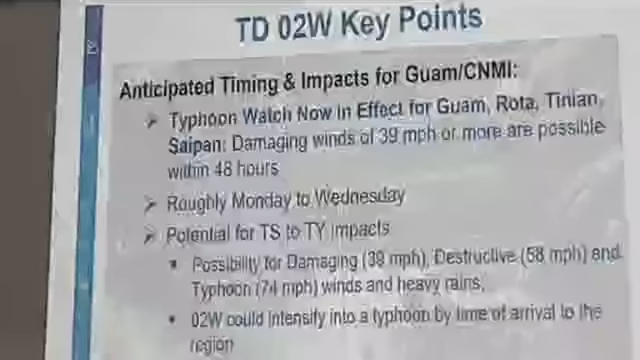 TD 02W Key Points
Anticipated Timing & Impacts for Guam/CNMI:
Typhoon Watch Now In Effect for Guam, Rota, Tinian,
Saipan: Damaging winds of 39 mph or more are possible
within 48 hours
Roughly Monday to Wednesday
Potential for TS to TY Impacts
Possibility for Damaging (39 mph), Destructive (58 mph) and
Typhoon (74 mph) winds and heavy rains.
02W could intensify into a typhoon by time of arrival to the
region